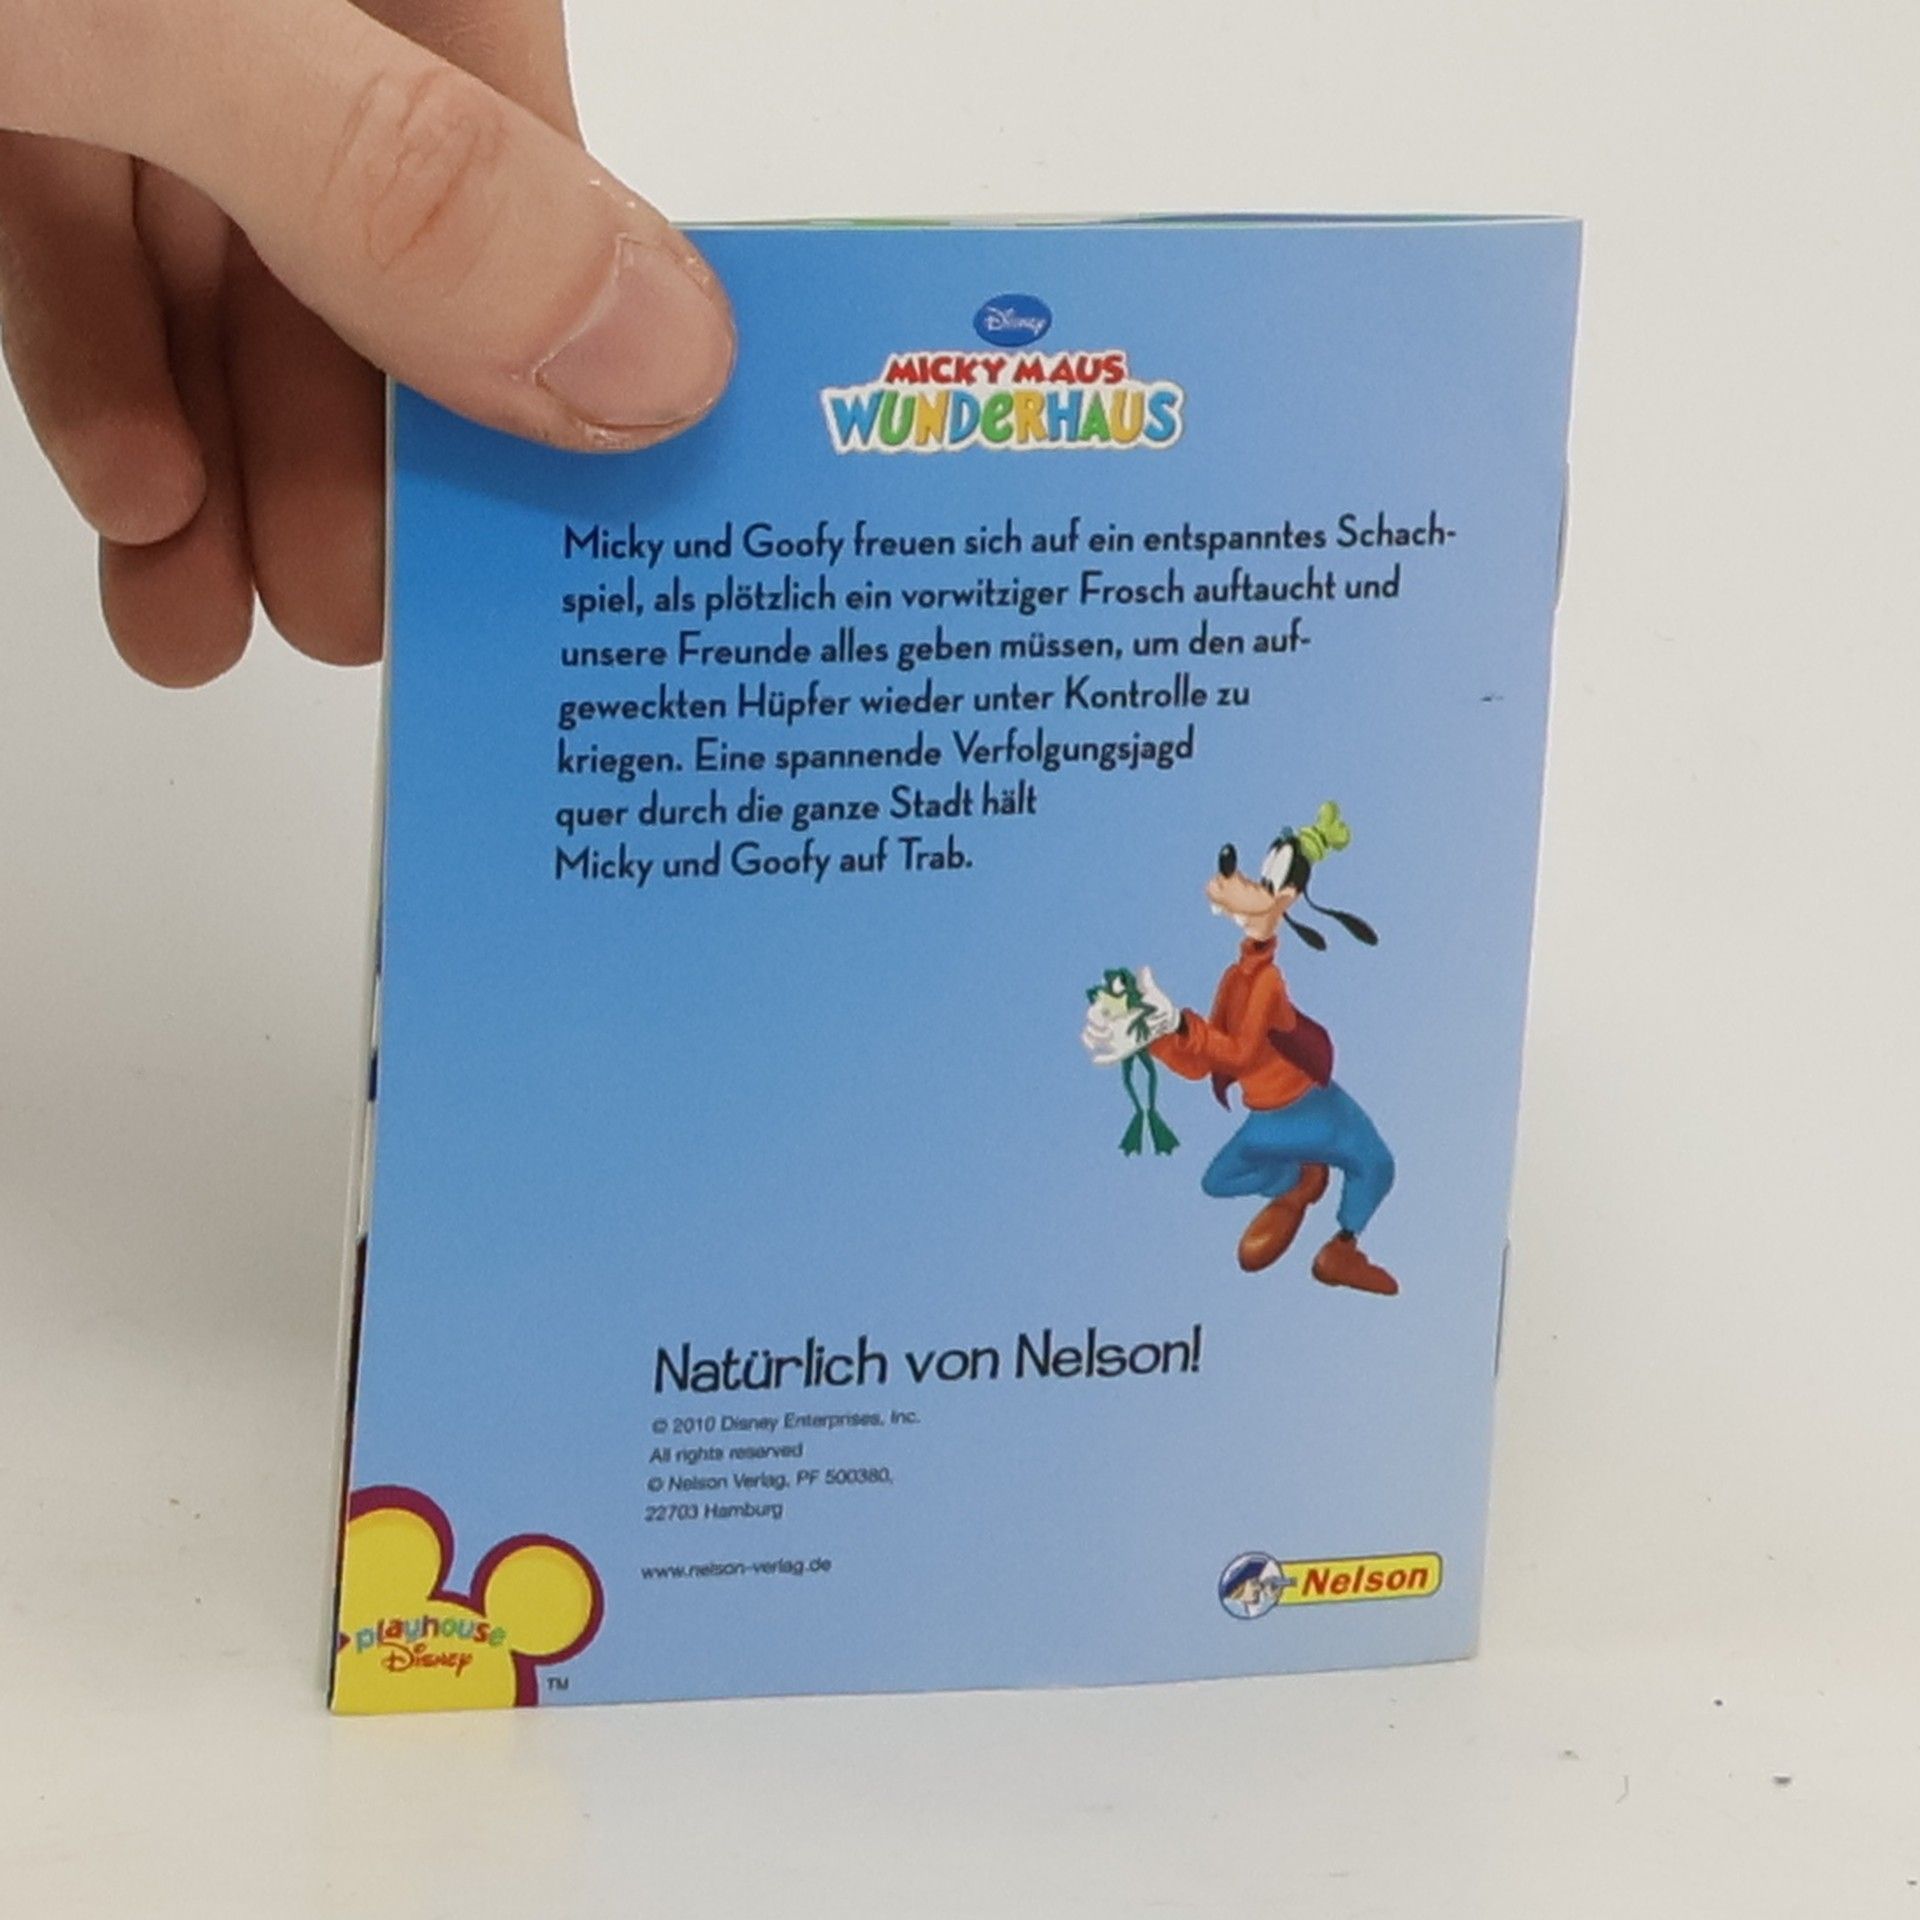 Disney
MICKY MAUS
WUNDERHAUS
Micky und Goofy freuen sich auf ein entspanntes Schach-
spiel, als plötzlich ein vorwitziger Frosch auftaucht und
unsere Freunde alles geben müssen, um den auf-
geweckten Hüpfer wieder unter Kontrolle zu
kriegen. Eine spannende Verfolgungsjagd
quer durch die ganze Stadt hält
Micky und Goofy auf Trab.
Natürlich von Nelson!
© 2010 Disney Enterprises, Inc.
All rights reserved
© Nelson Verlag, PF 500380,
22703 Hamburg
www.nelson-verlag.de
Nelson
playhouse
Disney
TM